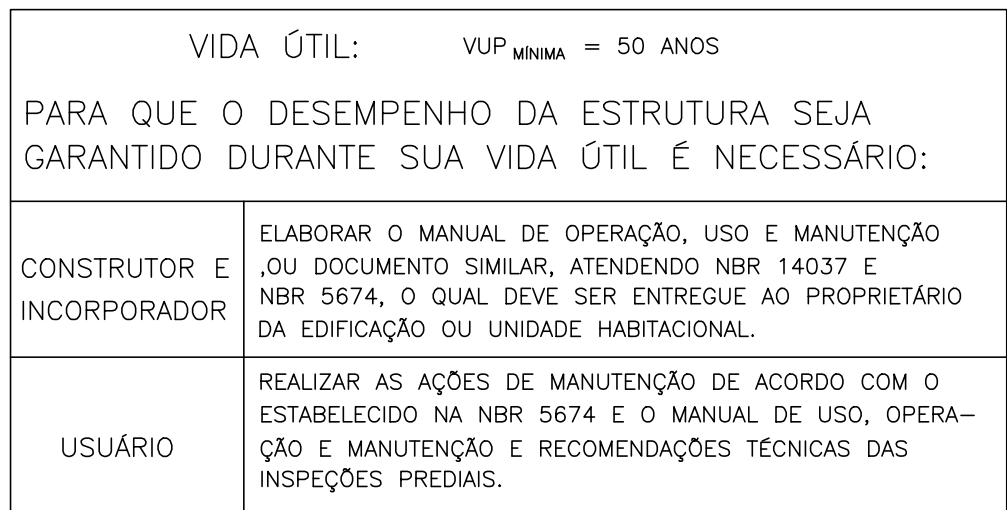 VIDA ÚTIL: VUP MÍNIMA = 50 ANOS
PARA QUE O DESEMPENHO DA ESTRUTURA SEJA
GARANTIDO DURANTE SUA VIDA ÚTIL É NECESSÁRIO:
CONSTRUTOR E
INCORPORADOR
ELABORAR O MANUAL DE OPERAÇÃO, USO E MANUTENÇÃO
,OU DOCUMENTO SIMILAR, ATENDENDO NBR 14037 E
NBR 5674, O QUAL DEVE SER ENTREGUE AO PROPRIETÁRIO
DA EDIFICAÇÃO OU UNIDADE HABITACIONAL.
USUÁRIO
REALIZAR AS AÇÕES DE MANUTENÇÃO DE ACORDO COM O
ESTABELECIDO NA NBR 5674 E O MANUAL DE USO, OPERA-
ÇÃO E MANUTENÇÃO E RECOMENDAÇÕES TÉCNICAS DAS
INSPEÇÕES PREDIAIS.